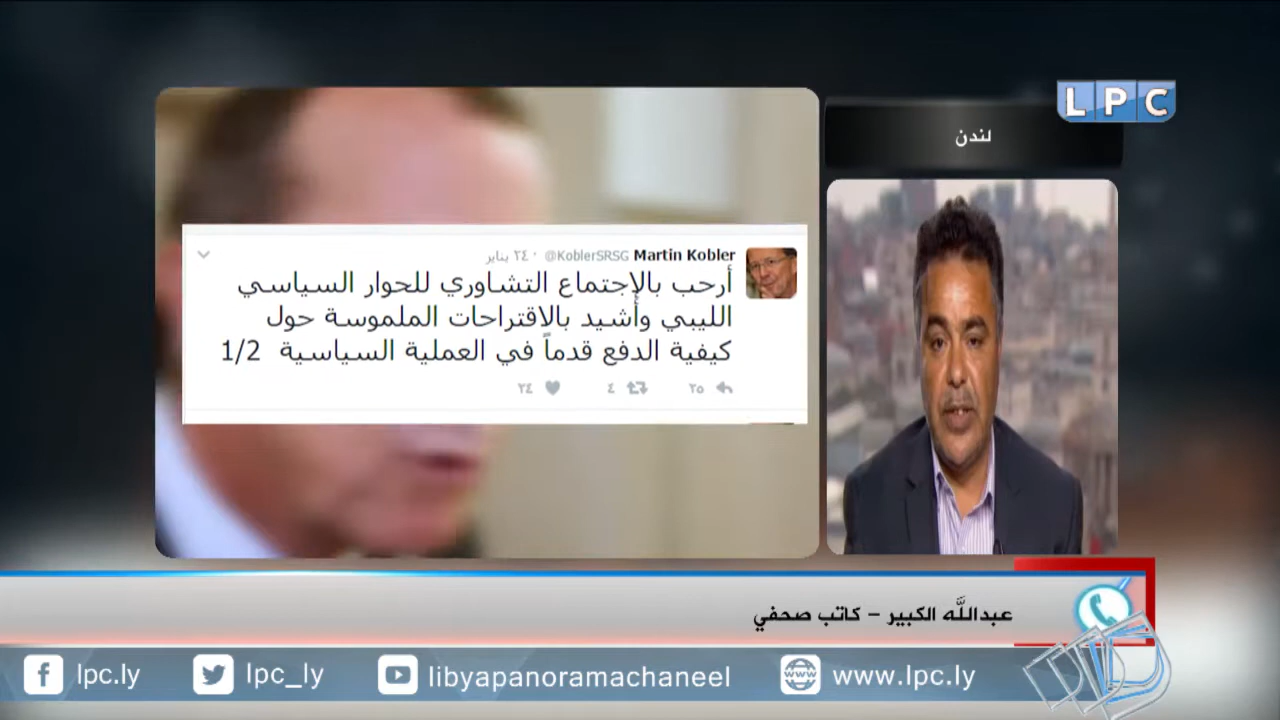 LPC
لندن
Martin Kobler @KoblerSRSG · ٢٤ يناير
أرحب بالإجتماع التشاوري للحوار السياسي
الليبي وأشيد بالاقتراحات الملموسة حول
كيفية الدفع قدماً في العملية السياسية 1/2
٢٥ ٤ ٢٤
عبدالله الكبير – كاتب صحفي
lpc.ly lpc_ly libyapanoramachaneel www.lpc.ly